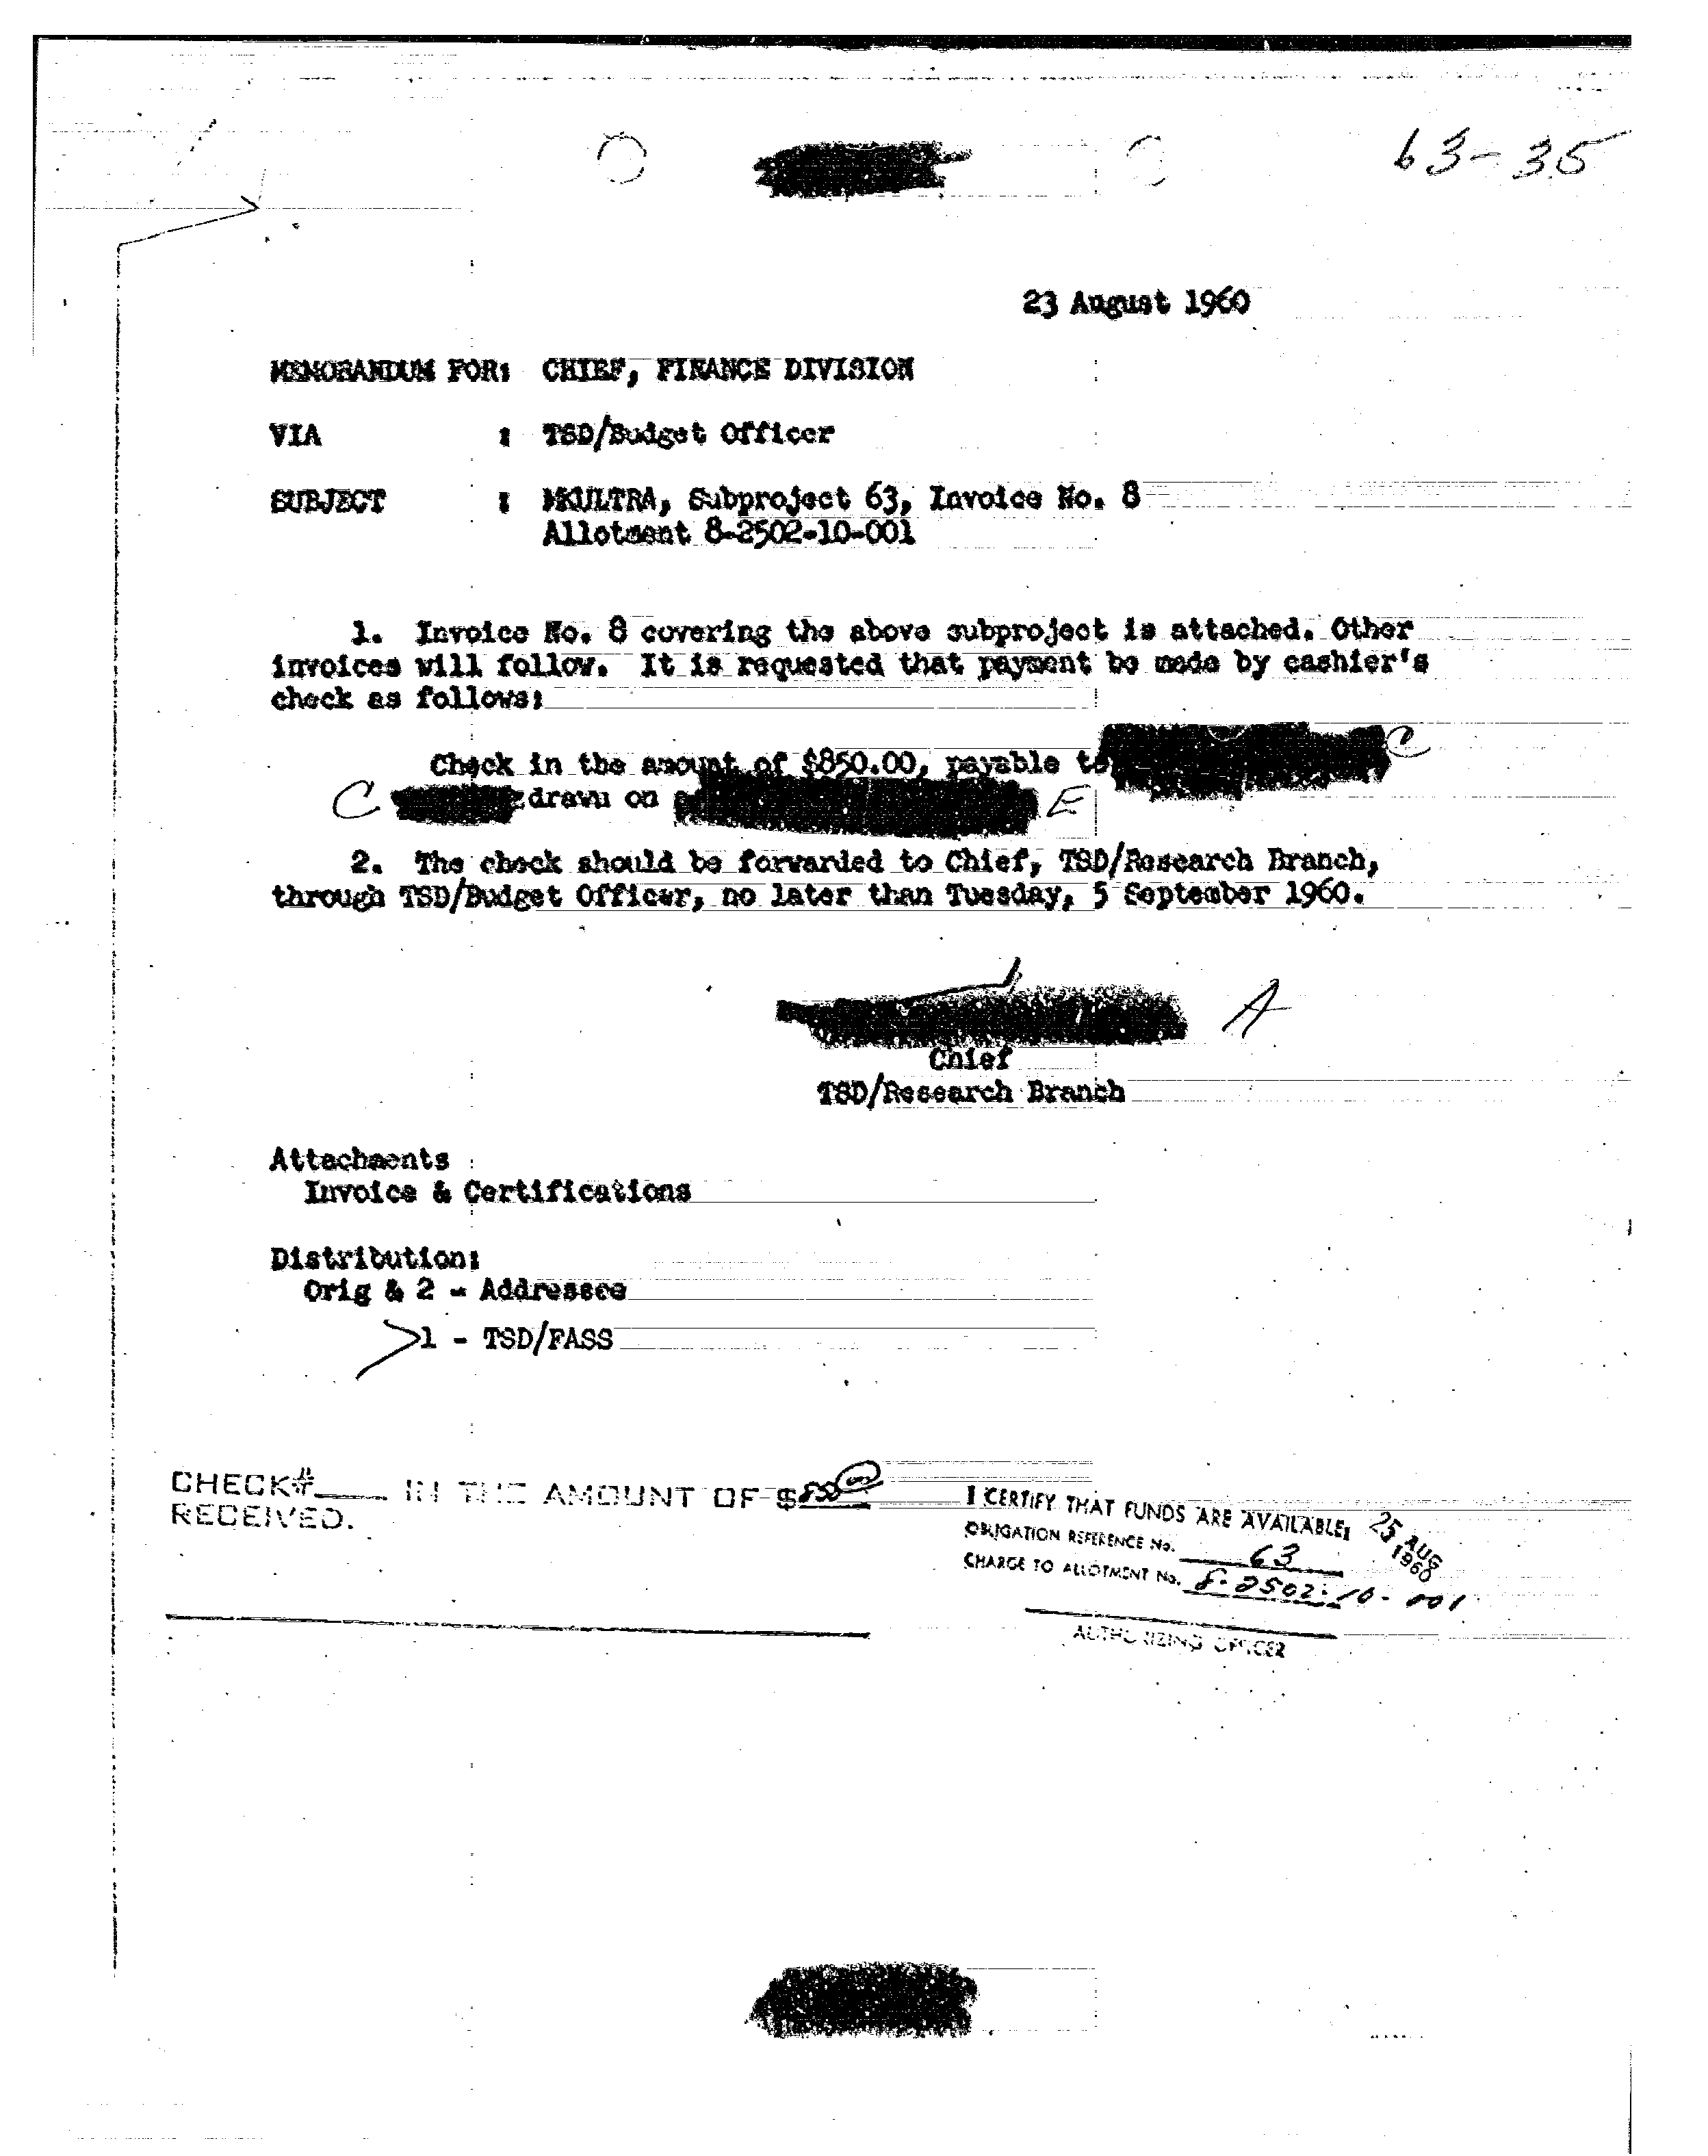 63-35
23 August 1960
MEMORANDUM FOR: CHIEF, FINANCE DIVISION
VIA : TSD/Budget Officer
SUBJECT : MKULTRA, Subproject 63, Invoice No. 8
Allotment 8-2502-10-001
1. Invoice No. 8 covering the above subproject is attached. Other
invoices will follow. It is requested that payment be made by cashier's
check as follows:
Check in the amount of $850.00, payable to C
C drawn on E
2. The check should be forwarded to Chief, TSD/Research Branch,
through TSD/Budget Officer, no later than Tuesday, 5 September 1960.
A
Chief
TSD/Research Branch
Attachments
Invoice & Certifications
Distribution:
Orig & 2 - Addressee
1 - TSD/FASS
CHECK# IN THE AMOUNT OF $850
RECEIVED.
I CERTIFY THAT FUNDS ARE AVAILABLE: 25 AUG 1960
OBLIGATION REFERENCE No. 63
CHARGE TO ALLOTMENT No. 8-2502-10-001
AUTHORIZING OFFICER